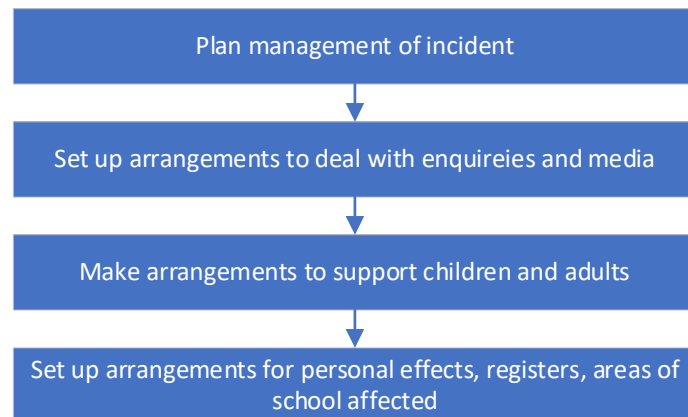 Plan management of incident
Set up arrangements to deal with enquireies and media
Make arrangements to support children and adults
Set up arrangements for personal effects, registers, areas of
school affected